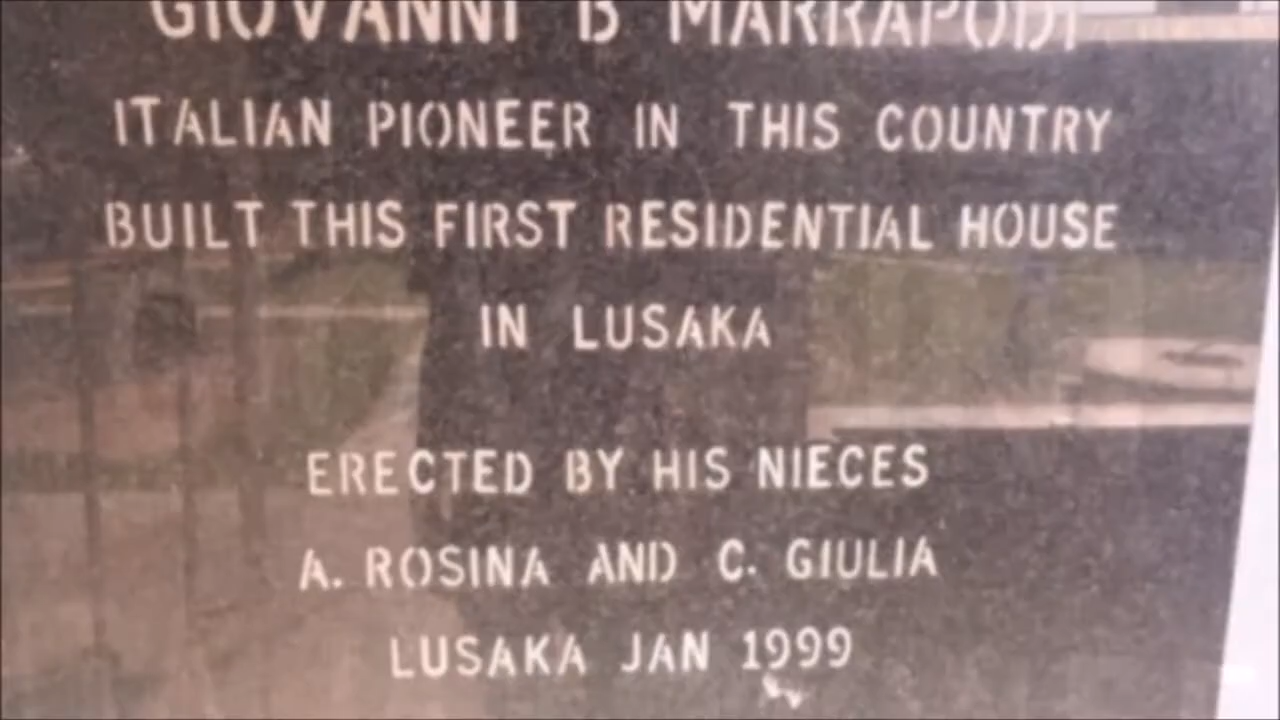 GIOVANNI B MARRAPODI
ITALIAN PIONEER IN THIS COUNTRY
BUILT THIS FIRST RESIDENTIAL HOUSE
IN LUSAKA
ERECTED BY HIS NIECES
A. ROSINA AND C. GIULIA
LUSAKA JAN 1999